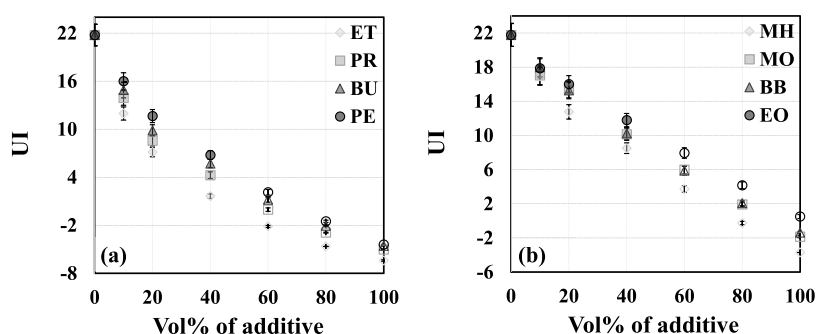 22
16
10
4
-2
-8
UI
ET
PR
BU
PE
(a)
0 20 40 60 80 100
Vol% of additive
22
18
14
10
6
2
-2
-6
UI
MH
MO
BB
EO
(b)
0 20 40 60 80 100
Vol% of additive